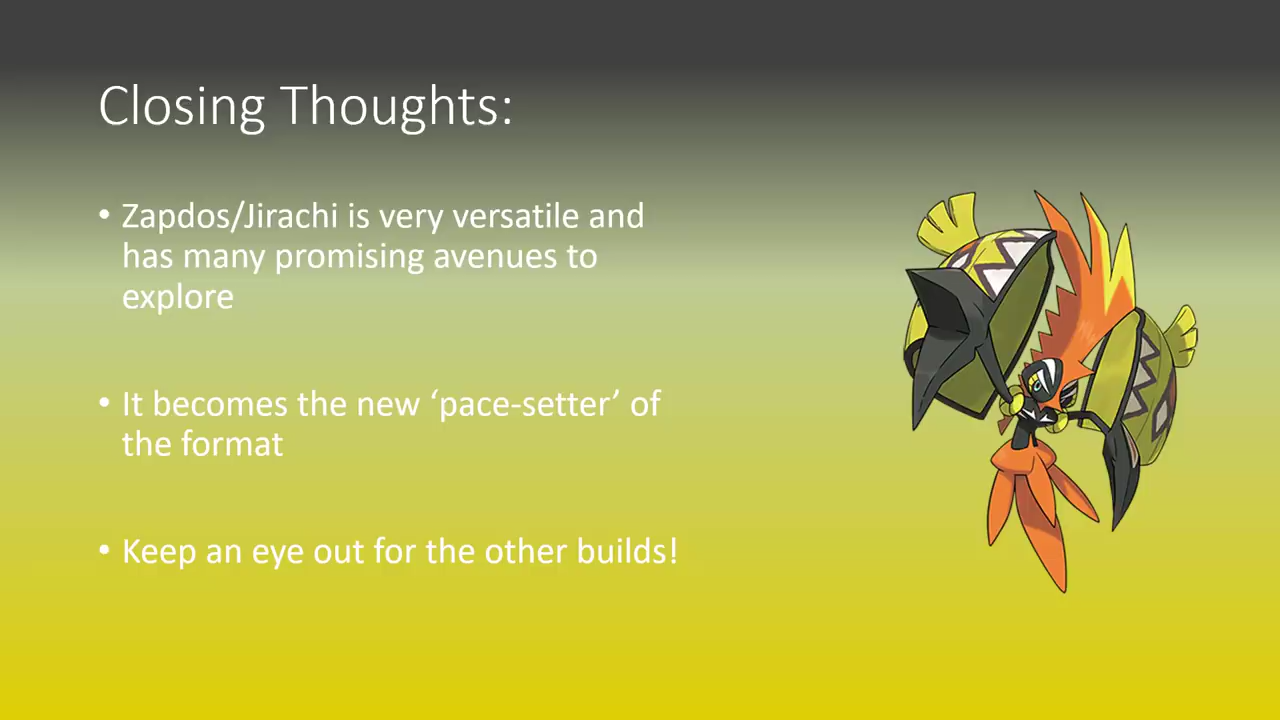 Closing Thoughts:
• Zapdos/Jirachi is very versatile and
has many promising avenues to
explore
• It becomes the new ‘pace-setter’ of
the format
• Keep an eye out for the other builds!